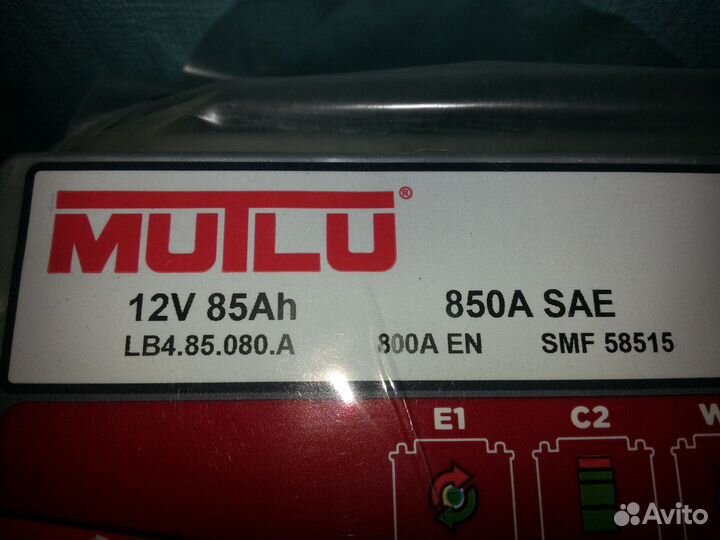 MUTLU®
12V 85Ah 850A SAE
LB4.85.080.A 800A EN SMF 58515
E1 C2 W
Avito